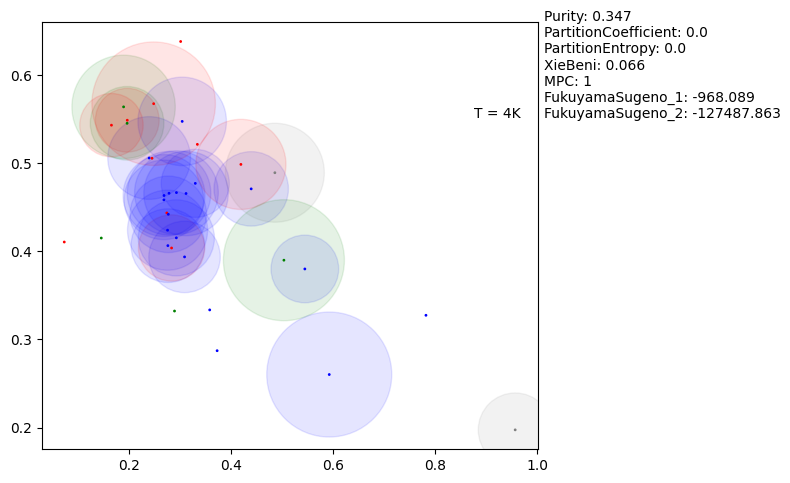 Purity: 0.347
PartitionCoefficient: 0.0
PartitionEntropy: 0.0
XieBeni: 0.066
MPC: 1
FukuyamaSugeno_1: -968.089
FukuyamaSugeno_2: -127487.863
T = 4K
0.6
0.5
0.4
0.3
0.2
0.2
0.4
0.6
0.8
1.0